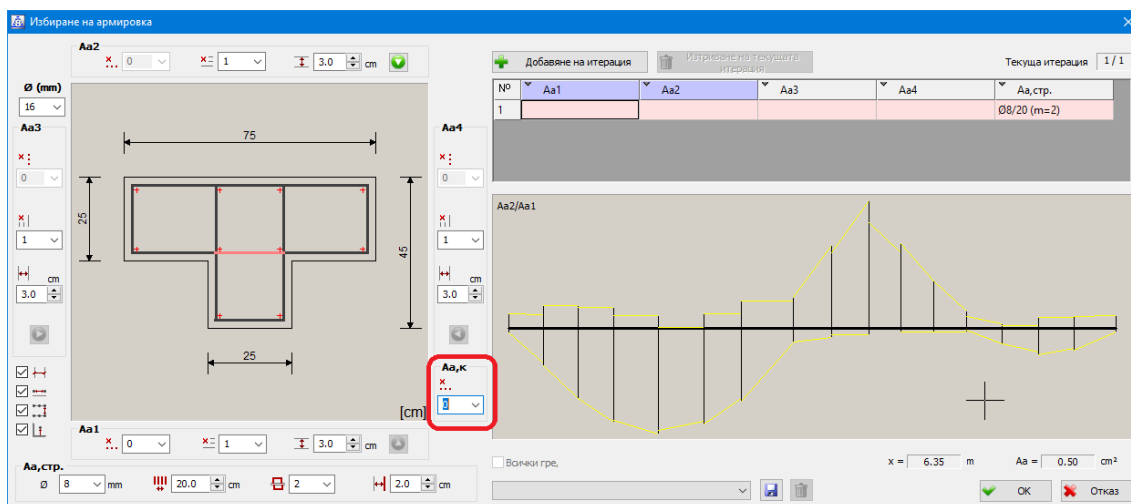 Избиране на армировка
Aa2
0 1 3.0 cm
Ø (mm)
16
Aa3
0
1
cm
3.0
75
25
45
25
[cm]
Aa4
0
1
cm
3.0
Aa,к
0
Aa1
0 1 3.0 cm
Aa,стр.
Ø 8 mm 20.0 cm 2 2.0 cm
Добавяне на итерация Изтриване на текущата итерация Текуща итерация 1 / 1
№ Aa1 Aa2 Aa3 Aa4 Aa,стр.
1 Ø8/20 (m=2)
Aa2/Aa1
Всички гре, x = 6.35 m Aa = 0.50 cm²
OK Отказ